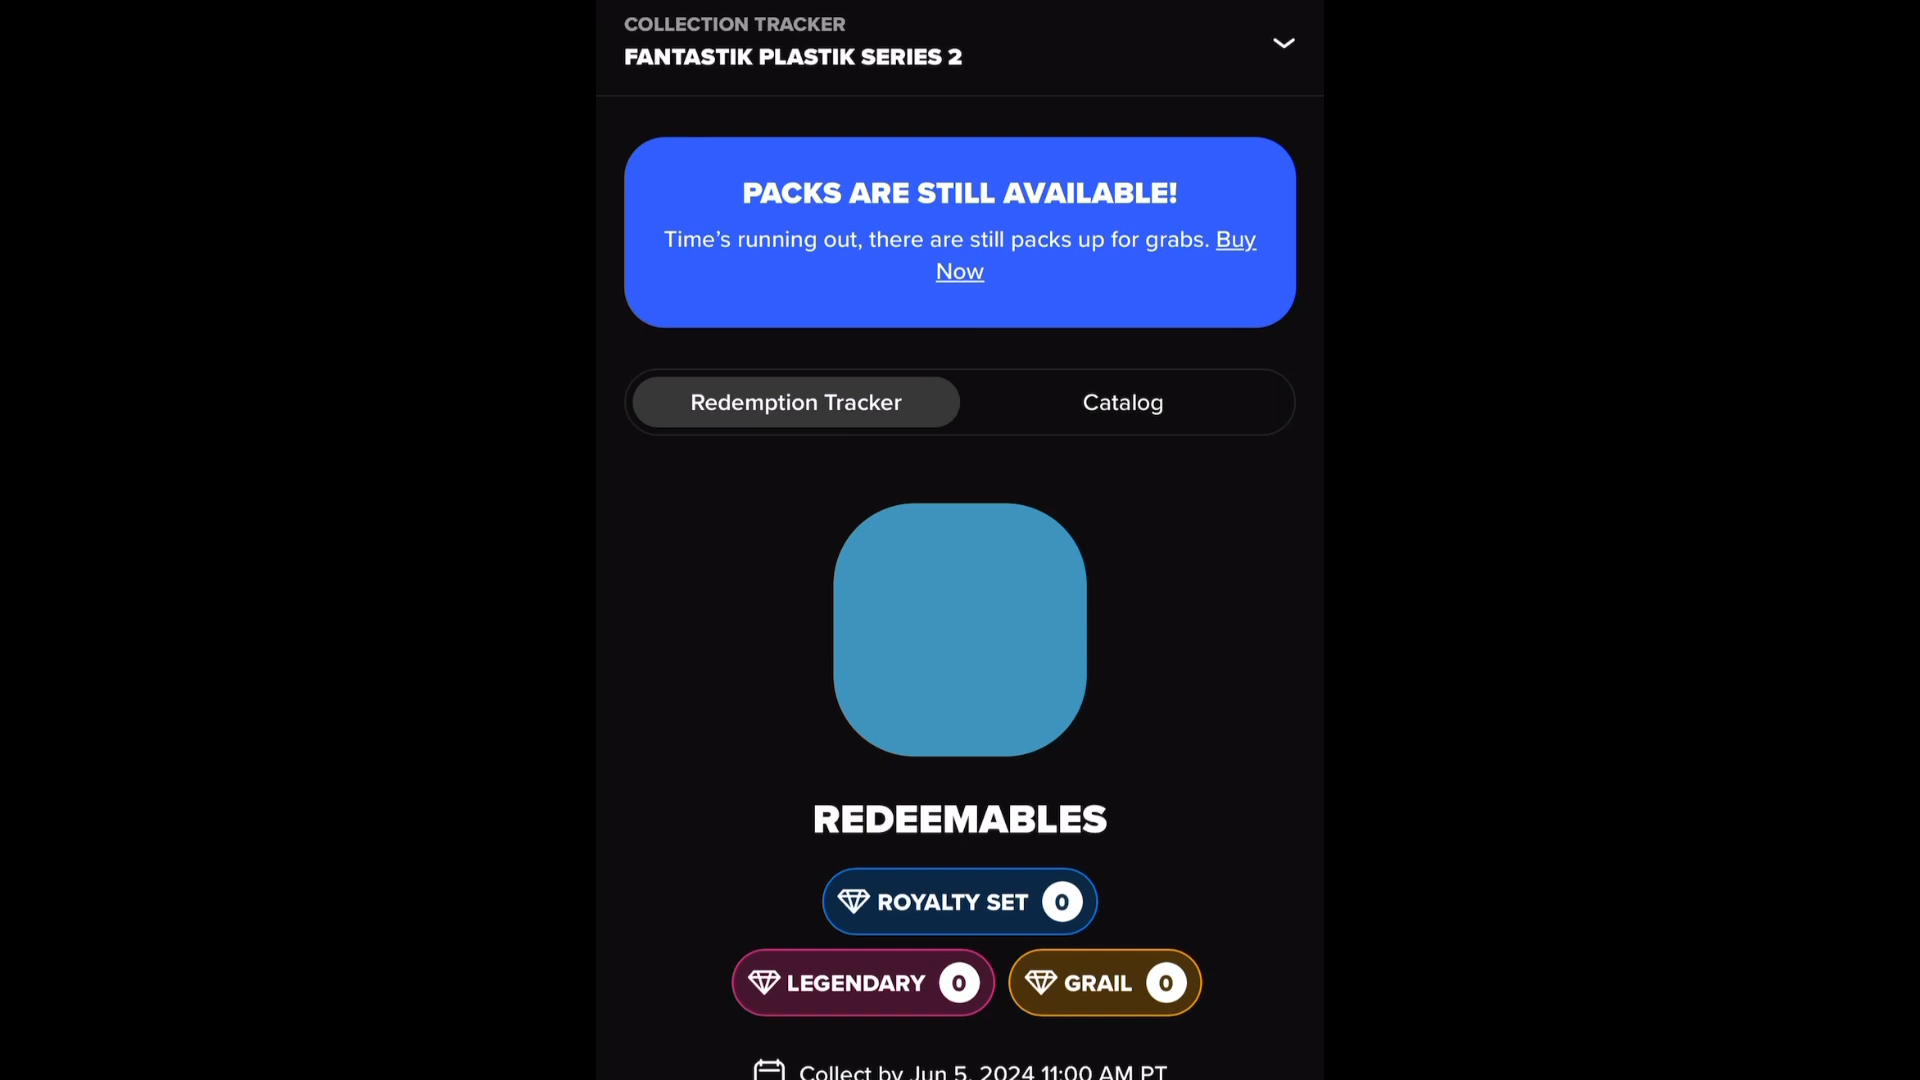 COLLECTION TRACKER
FANTASTIK PLASTIK SERIES 2
PACKS ARE STILL AVAILABLE!
Time’s running out, there are still packs up for grabs. Buy
Now
Redemption Tracker
Catalog
REDEEMABLES
ROYALTY SET 0
LEGENDARY 0
GRAIL 0
Collect by Jun 5, 2024 11:00 AM PT